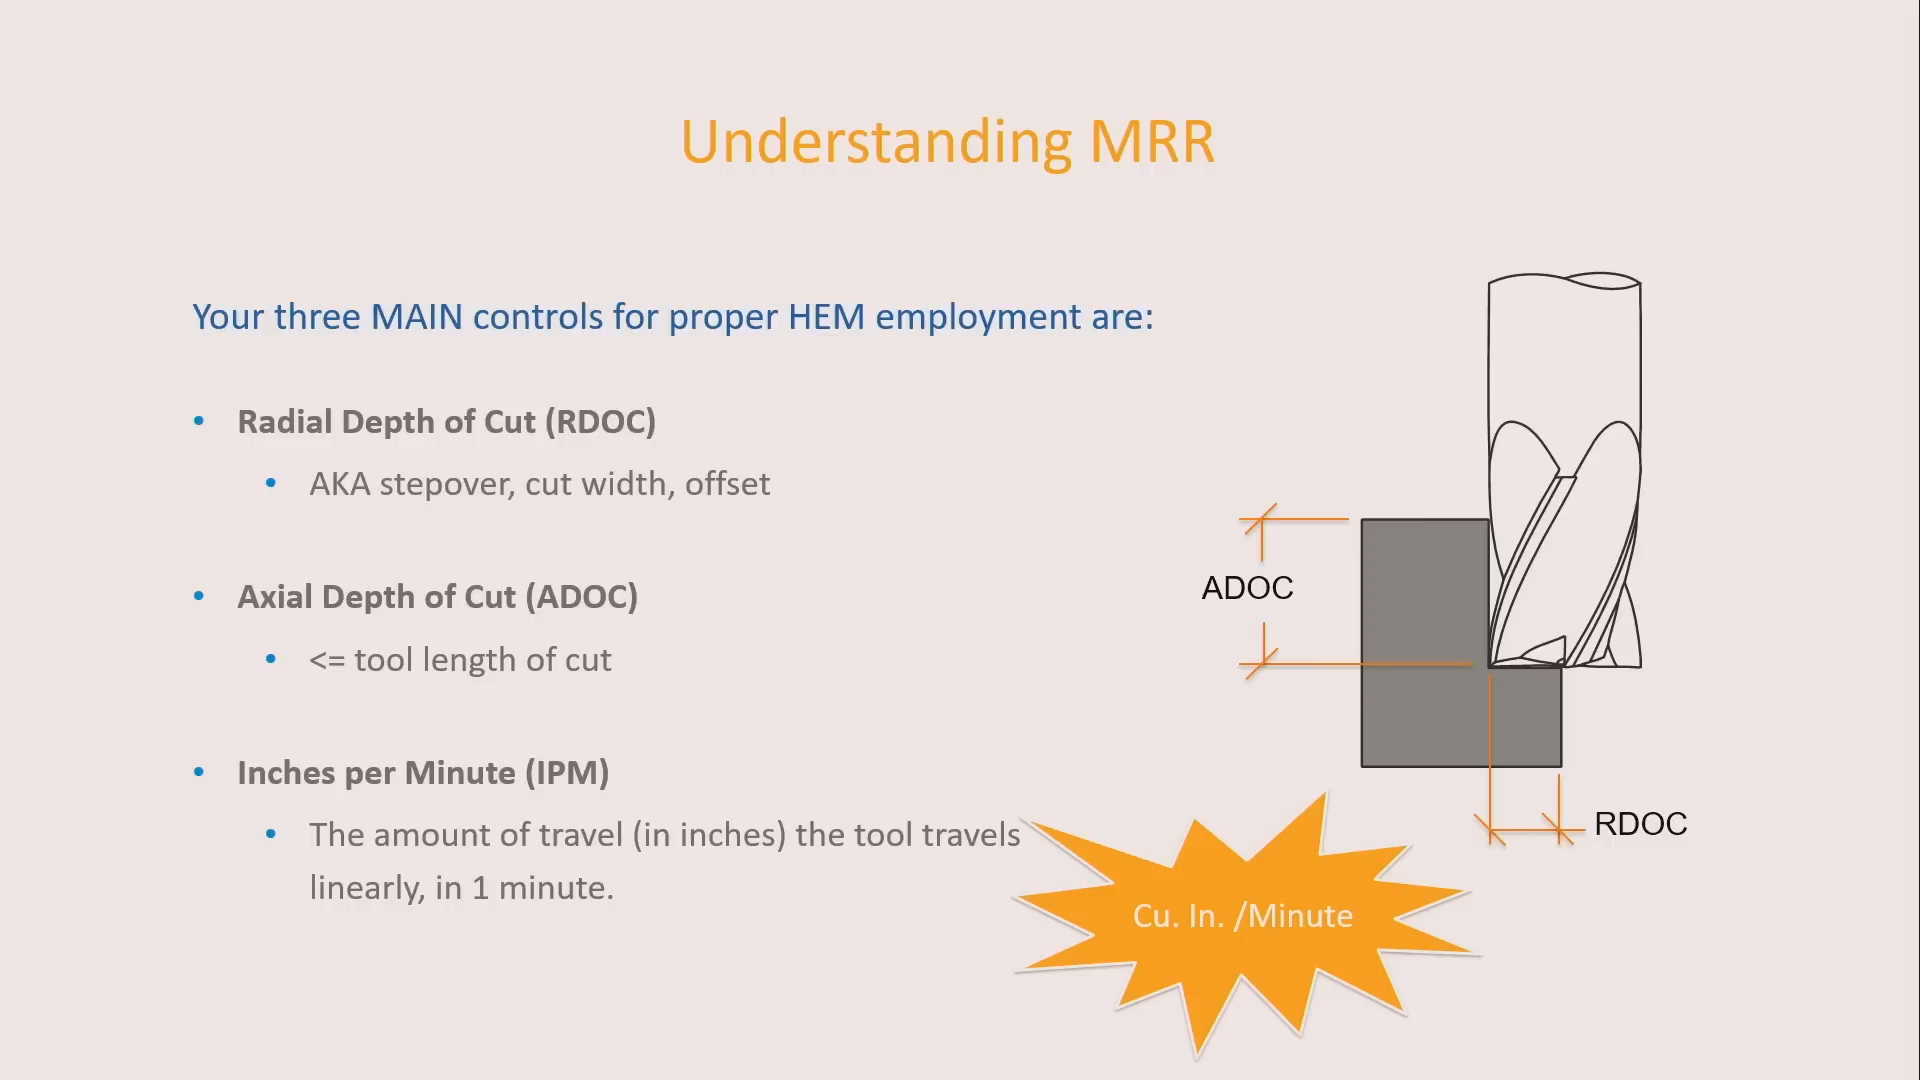 Understanding MRR
Your three MAIN controls for proper HEM employment are:
• Radial Depth of Cut (RDOC)
• AKA stepover, cut width, offset
• Axial Depth of Cut (ADOC)
• <= tool length of cut
• Inches per Minute (IPM)
• The amount of travel (in inches) the tool travels
linearly, in 1 minute.
ADOC
RDOC
Cu. In. /Minute